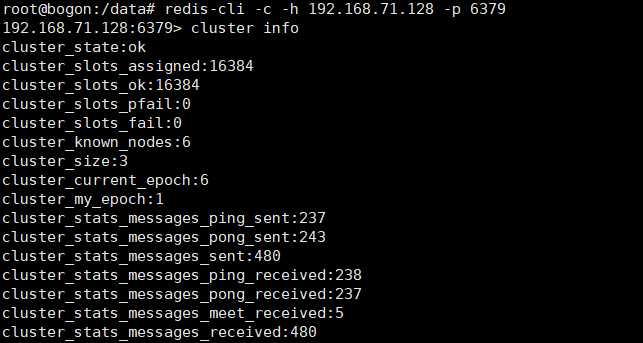 root@bogon:/data# redis-cli -c -h 192.168.71.128 -p 6379
192.168.71.128:6379> cluster info
cluster_state:ok
cluster_slots_assigned:16384
cluster_slots_ok:16384
cluster_slots_pfail:0
cluster_slots_fail:0
cluster_known_nodes:6
cluster_size:3
cluster_current_epoch:6
cluster_my_epoch:1
cluster_stats_messages_ping_sent:237
cluster_stats_messages_pong_sent:243
cluster_stats_messages_sent:480
cluster_stats_messages_ping_received:238
cluster_stats_messages_pong_received:237
cluster_stats_messages_meet_received:5
cluster_stats_messages_received:480